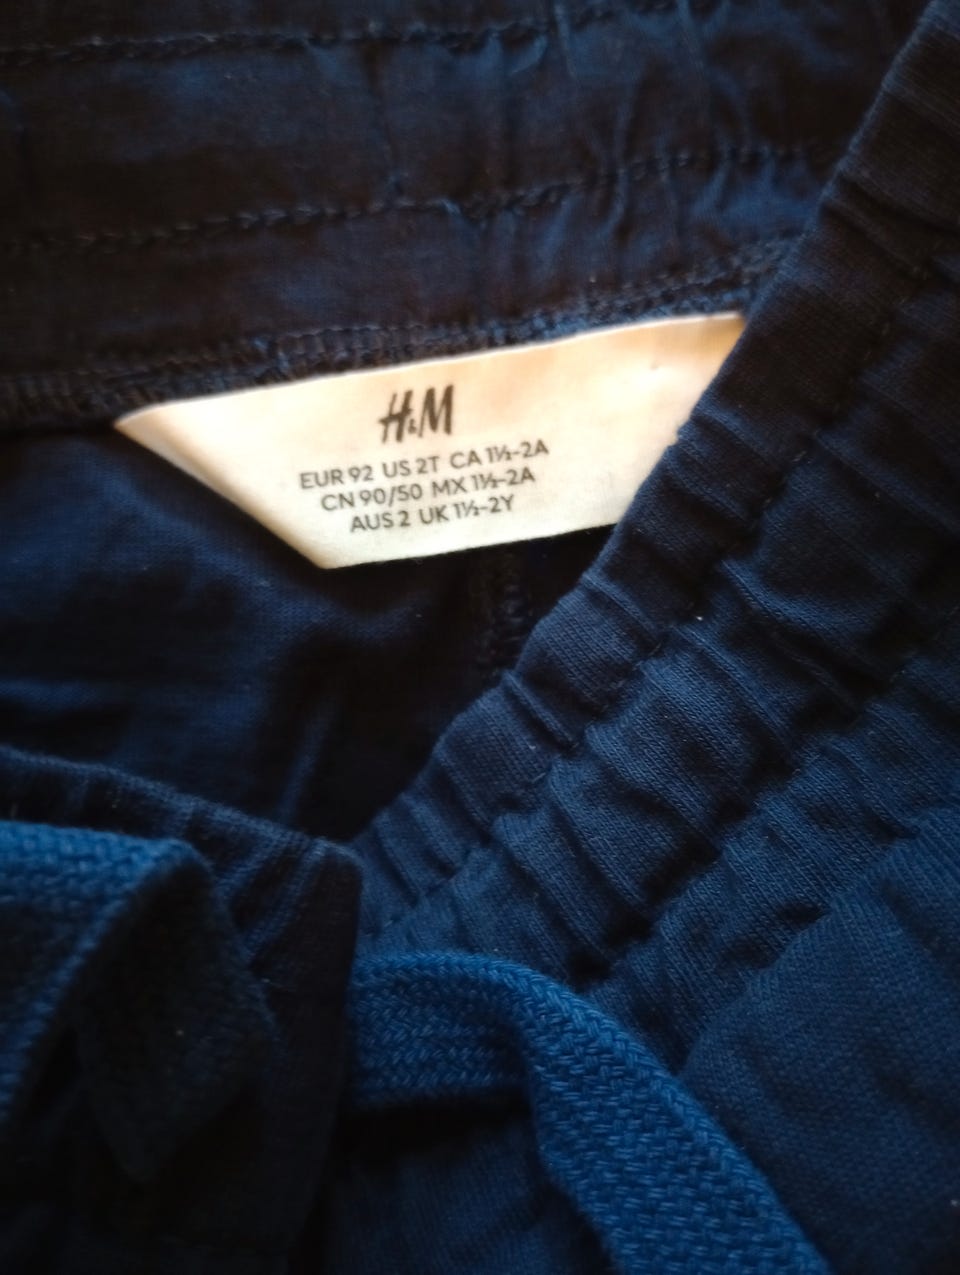 H&M
EUR 92 US 2T CA 1½-2A
CN 90/50 MX 1½-2A
AUS 2 UK 1½-2Y